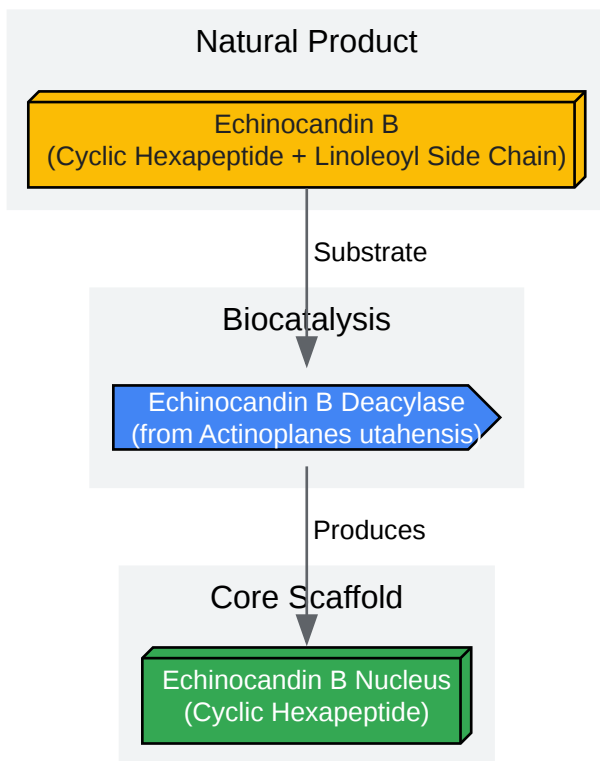 Natural Product
Echinocandin B
(Cyclic Hexapeptide + Linoleoyl Side Chain)
Substrate
Biocatalysis
Echinocandin B Deacylase
(from Actinoplanes utahensis)
Produces
Core Scaffold
Echinocandin B Nucleus
(Cyclic Hexapeptide)